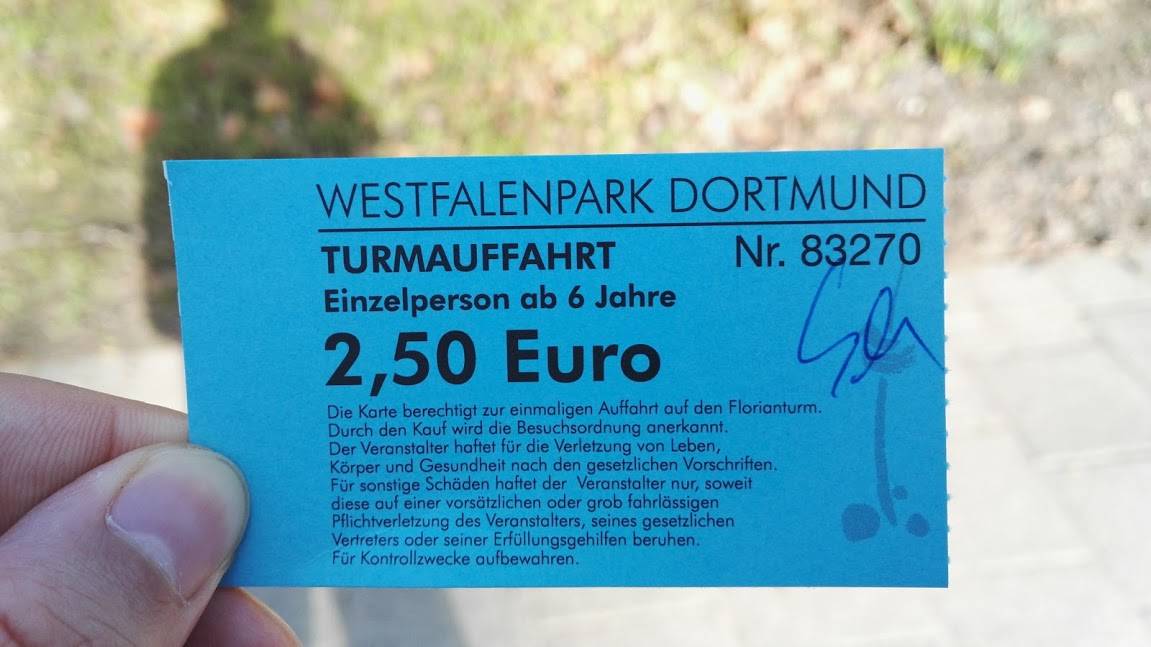 WESTFALENPARK DORTMUND
TURMAUFFAHRT Nr. 83270
Einzelperson ab 6 Jahre
2,50 Euro
Die Karte berechtigt zur einmaligen Auffahrt auf den Florianturm.
Durch den Kauf wird die Besuchsordnung anerkannt.
Der Veranstalter haftet für die Verletzung von Leben,
Körper und Gesundheit nach den gesetzlichen Vorschriften.
Für sonstige Schäden haftet der Veranstalter nur, soweit
diese auf einer vorsätzlichen oder grob fahrlässigen
Pflichtverletzung des Veranstalters, seines gesetzlichen
Vertreters oder seiner Erfüllungsgehilfen beruhen.
Für Kontrollzwecke aufbewahren.